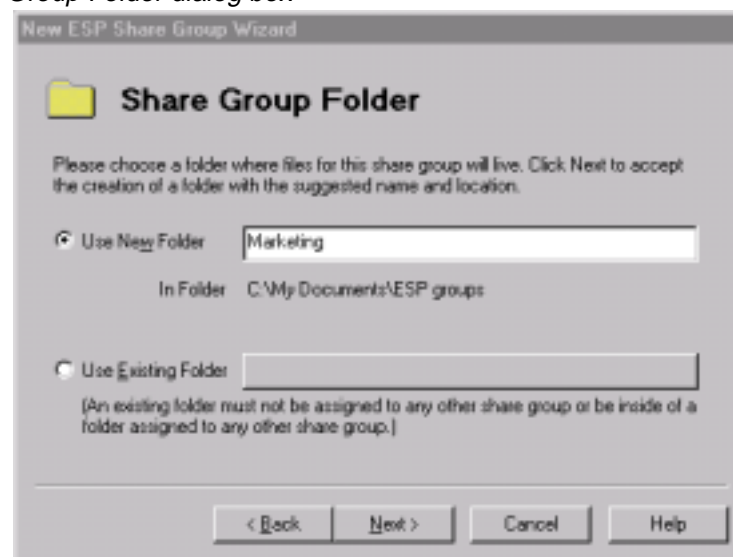 Group Folder dialog box
New ESP Share Group Wizard
Share Group Folder
Please choose a folder where files for this share group will live. Click Next to accept
the creation of a folder with the suggested name and location.
Use New Folder Marketing
In Folder C:\My Documents\ESP groups
Use Existing Folder
(An existing folder must not be assigned to any other share group or be inside of a
folder assigned to any other share group.)
< Back Next > Cancel Help